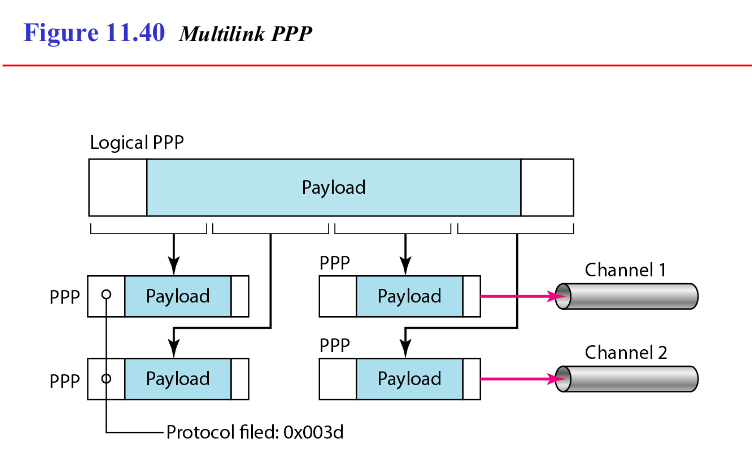 Figure 11.40 Multilink PPP
Logical PPP
Payload
PPP
Channel 1
PPP
Payload
Payload
PPP
Channel 2
PPP
Payload
Payload
Protocol filed: 0x003d